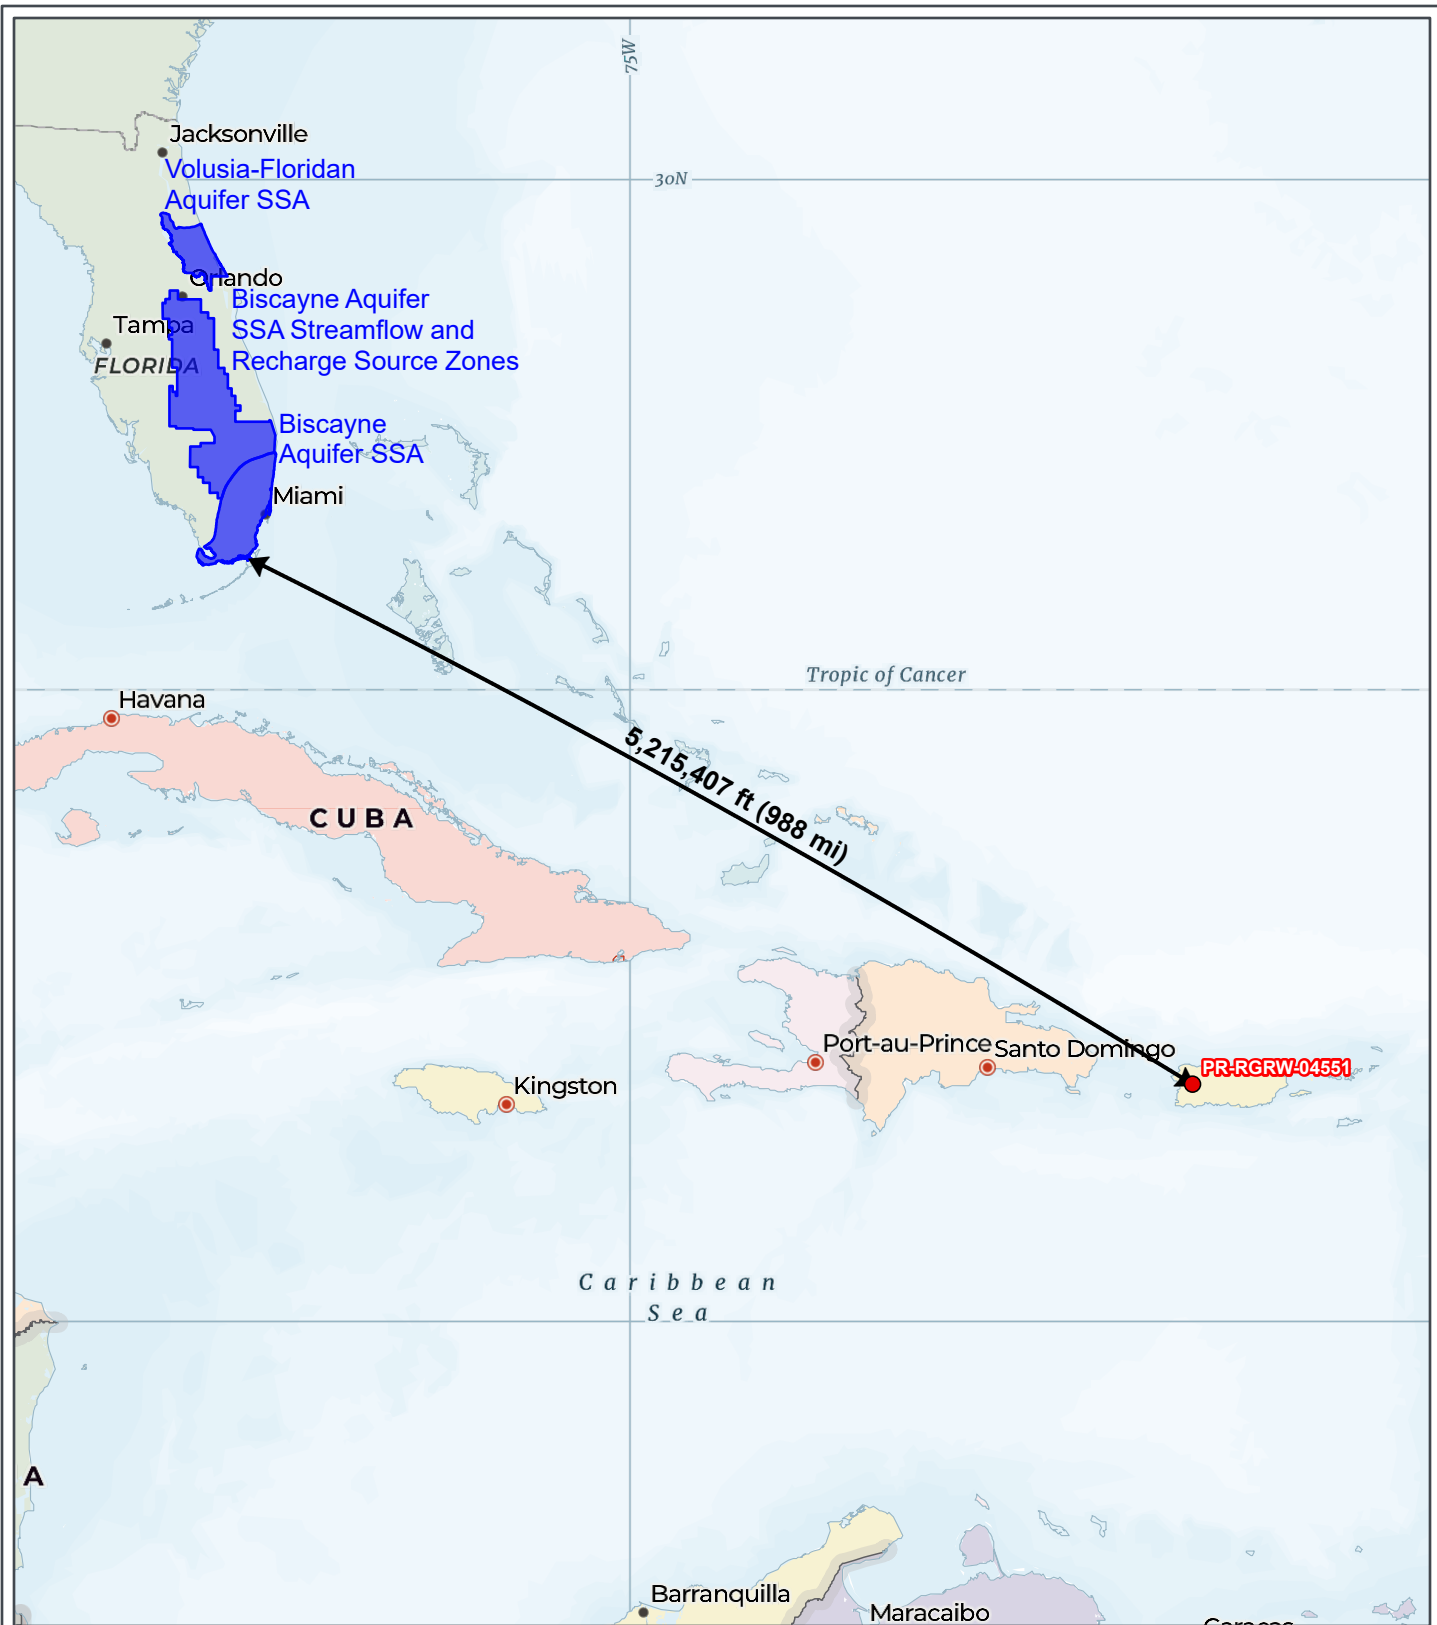 75W
Jacksonville
Volusia-Floridan
Aquifer SSA
30N
Orlando
Biscayne Aquifer
SSA Streamflow and
Recharge Source Zones
Tampa
FLORIDA
Biscayne
Aquifer SSA
Miami
Tropic of Cancer
Havana
5,215,407 ft (988 mi)
CUBA
Port-au-Prince
Santo Domingo
PR-RGRW-04551
Kingston
Caribbean
Sea
A
Barranquilla
Maracaibo
Caracas